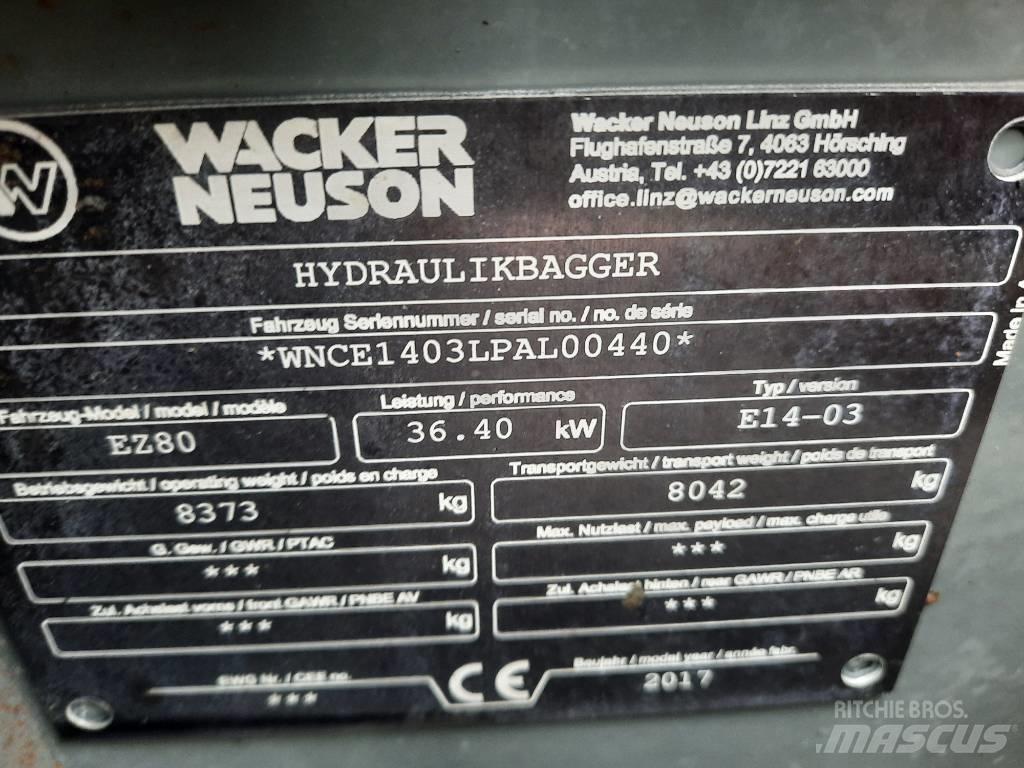 W
WACKER
NEUSON
Wacker Neuson Linz GmbH
Flughafenstraße 7, 4063 Hörsching
Austria, Tel. +43 (0)7221 63000
office.linz@wackerneuson.com
HYDRAULIKBAGGER
Fahrzeug Seriennummer / serial no. / no. de série
*WNCE1403LPAL00440*
Made in
Fahrzeug-Model / model / modèle
EZ80
Leistung / performance
36.40 kW
Typ / version
E14-03
Betriebsgewicht / operating weight / poids en charge
8373 kg
Transportgewicht / transport weight / poids de transport
8042 kg
G. Gew. / GWR / PTAC
*** kg
Max. Nutzlast / max. payload / max. charge utile
*** kg
Zul. Achslast vorne / front GAWR / PNBE AV
*** kg
Zul. Achslast hinten / rear GAWR / PNBE AR
*** kg
EWG Nr. / CEE no.
***
CE
Baujahr / model year / année fabr.
2017
RITCHIE BROS.
MASCUS